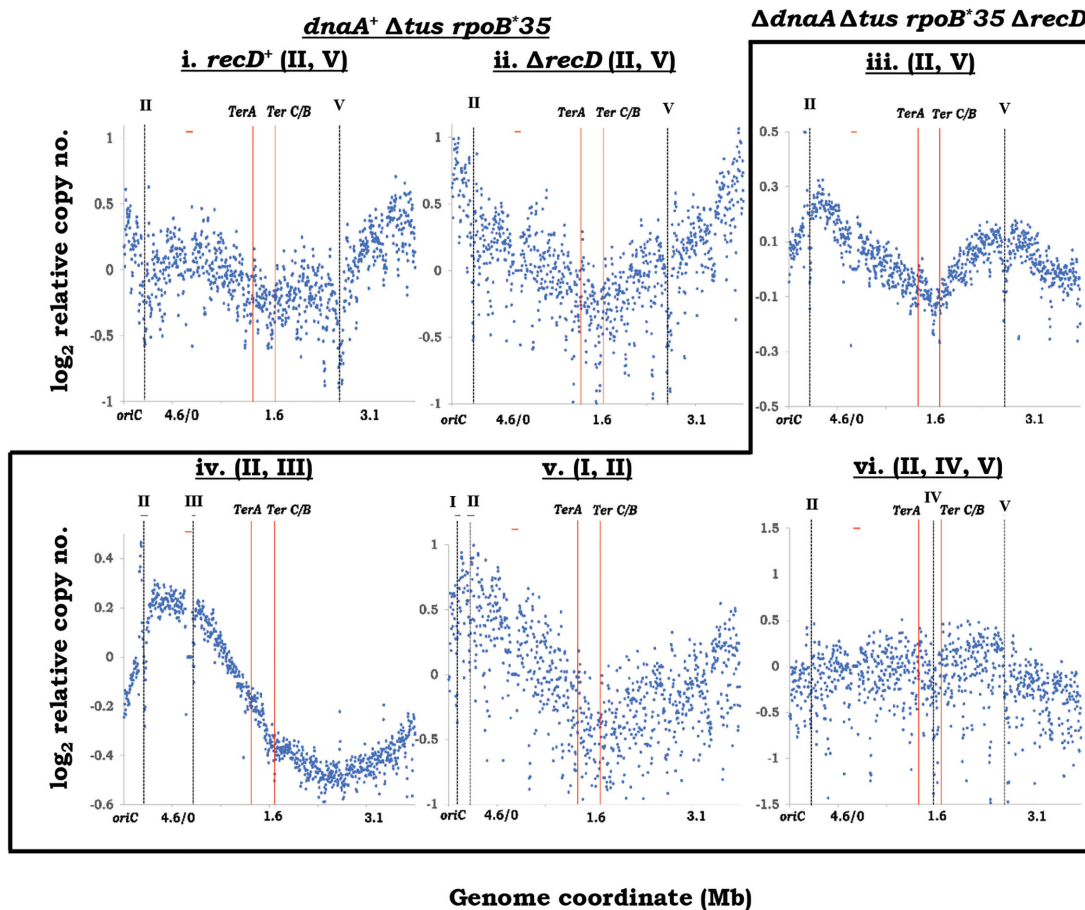 dnaA+ Δtus rpoB*35
ΔdnaA Δtus rpoB*35 ΔrecD
i. recD+ (II, V)
ii. ΔrecD (II, V)
iii. (II, V)
II TerA Ter C/B V
II TerA Ter C/B V
II TerA Ter C/B V
log2 relative copy no.
1
0.5
0
-0.5
-1
oriC 4.6/0 1.6 3.1
1
0.5
0
-0.5
-1
oriC 4.6/0 1.6 3.1
0.5
0.3
0.1
-0.1
-0.3
-0.5
oriC 4.6/0 1.6 3.1
iv. (II, III)
v. (I, II)
vi. (II, IV, V)
II III TerA Ter C/B
I II TerA Ter C/B
II TerA IV Ter C/B V
log2 relative copy no.
0.4
0.2
0
-0.2
-0.4
-0.6
oriC 4.6/0 1.6 3.1
1
0.5
0
-0.5
-1
oriC 4.6/0 1.6 3.1
1.5
1
0.5
0
-0.5
-1
-1.5
oriC 4.6/0 1.6 3.1
Genome coordinate (Mb)